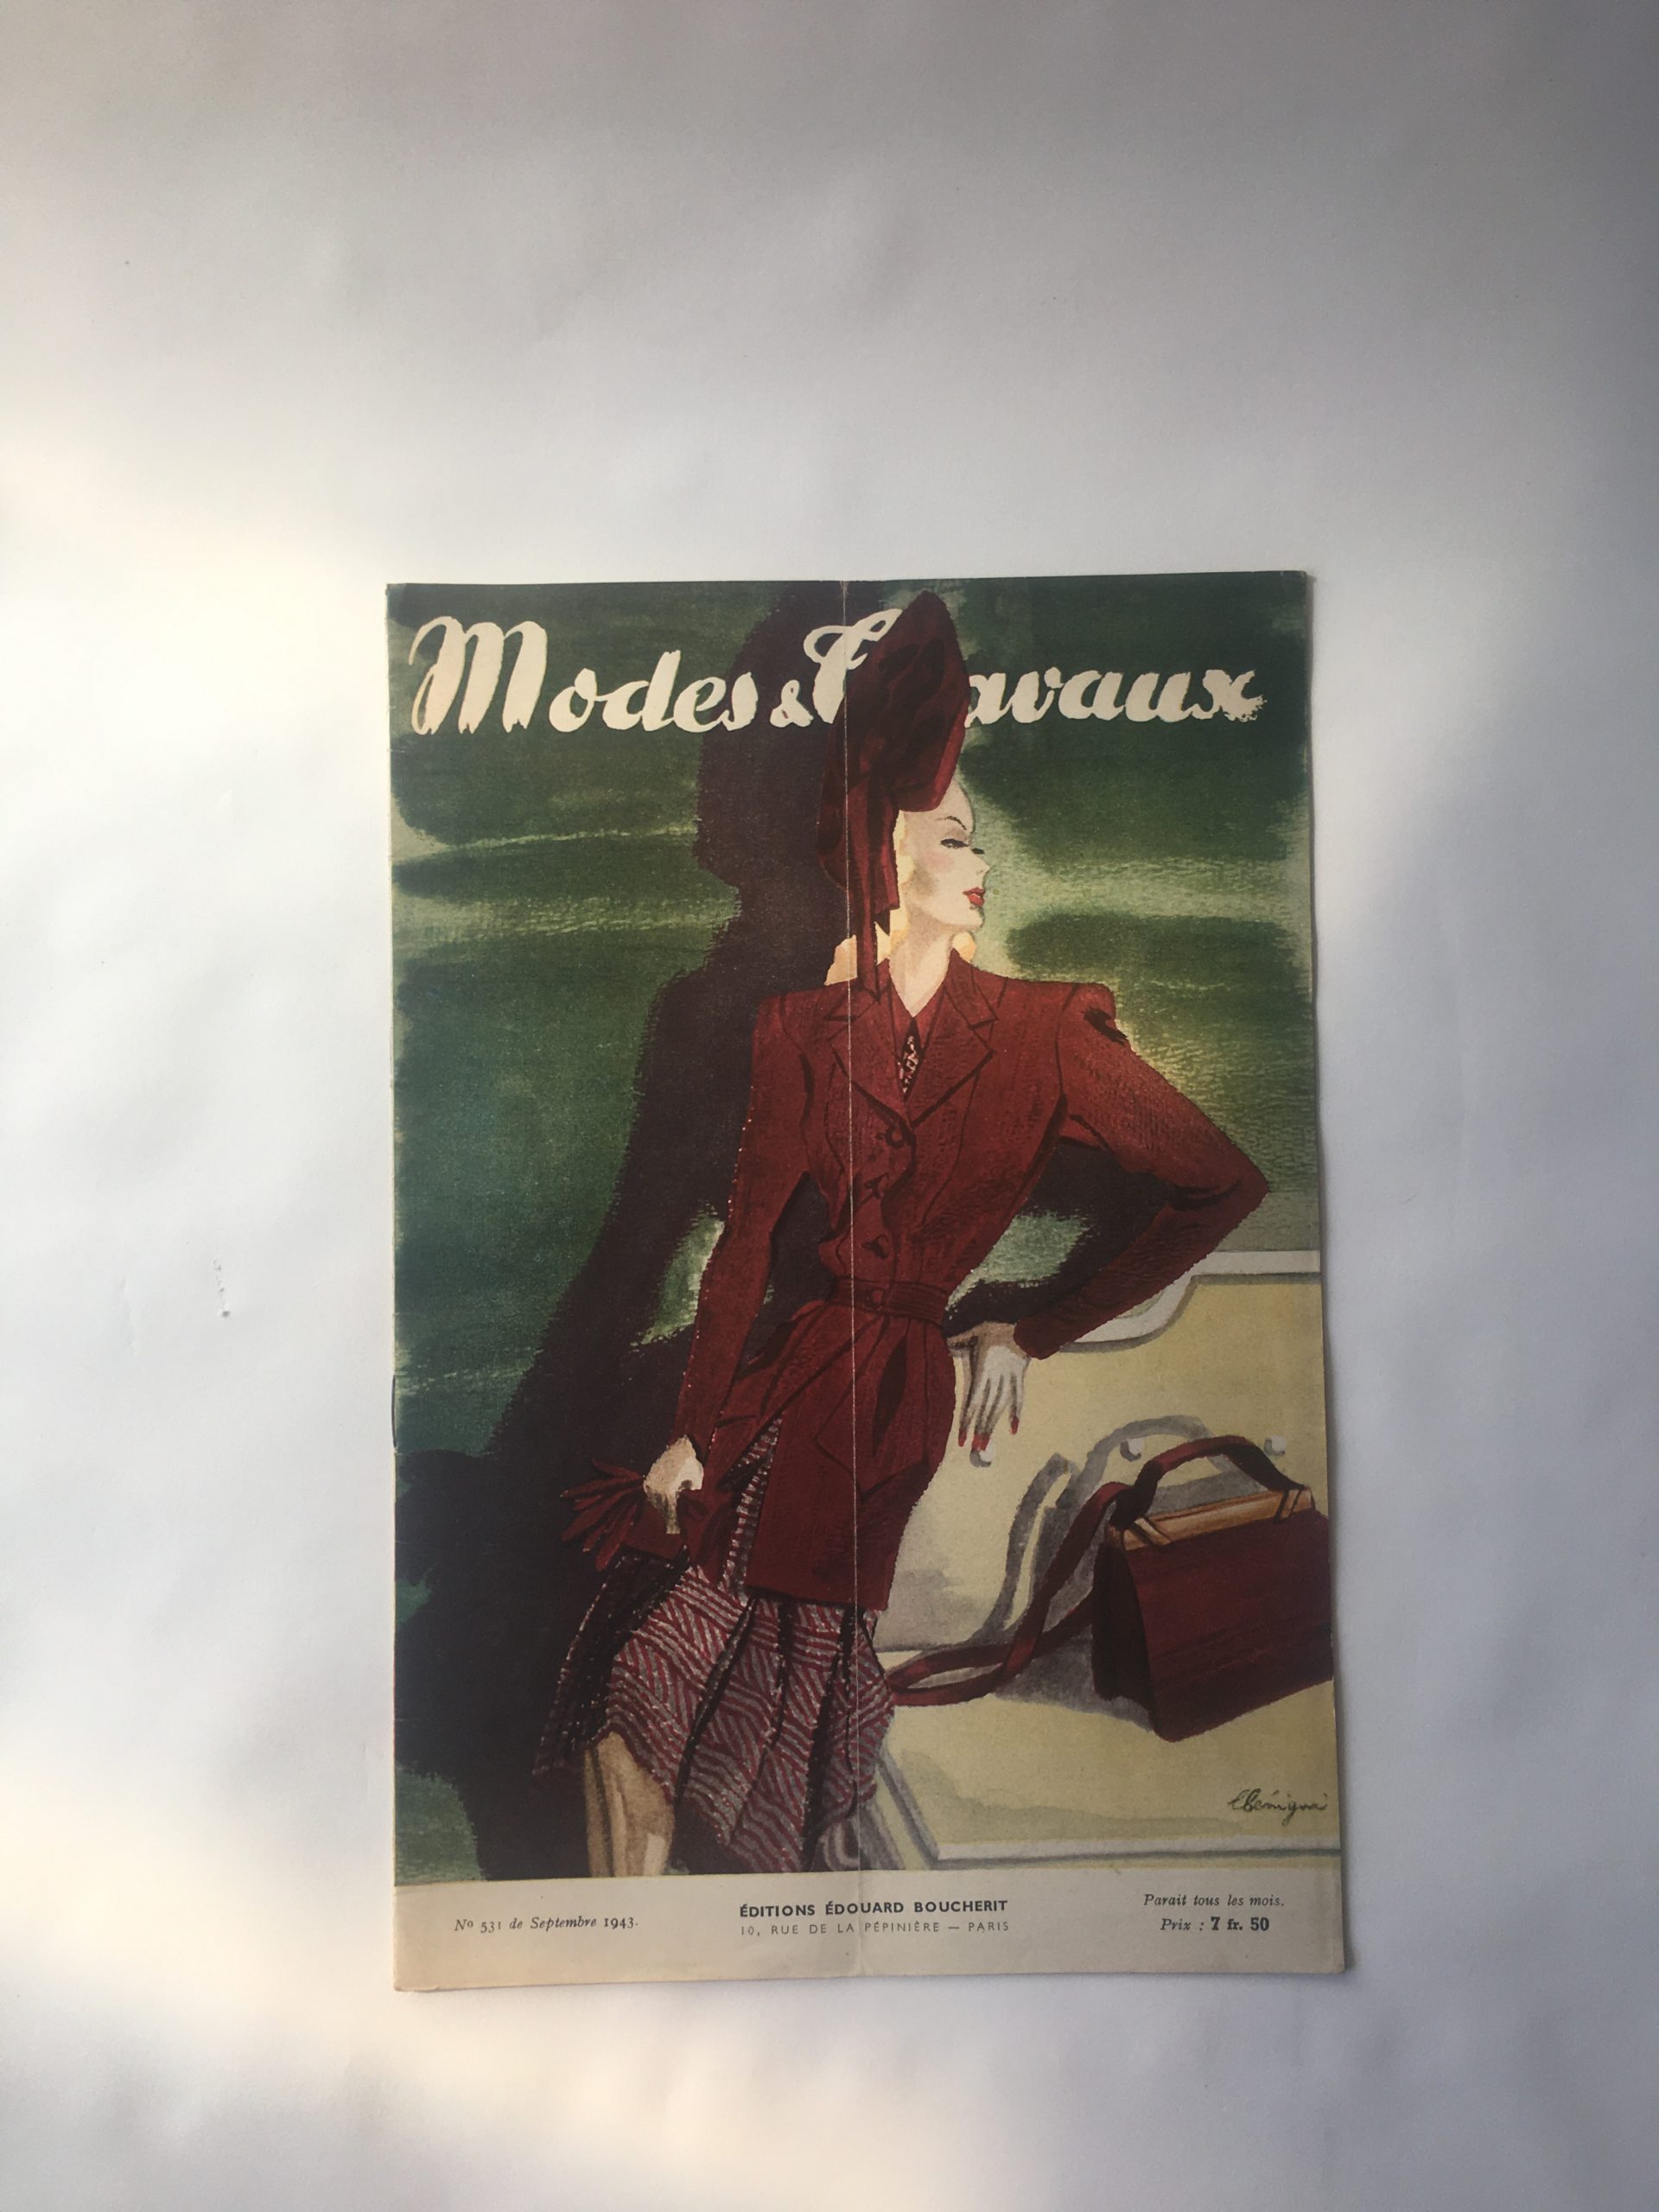 Modes & Travaux
Lbénigni
No 531 de Septembre 1943.
ÉDITIONS ÉDOUARD BOUCHERIT
10, RUE DE LA PÉPINIÈRE — PARIS
Parait tous les mois.
Prix : 7 fr. 50